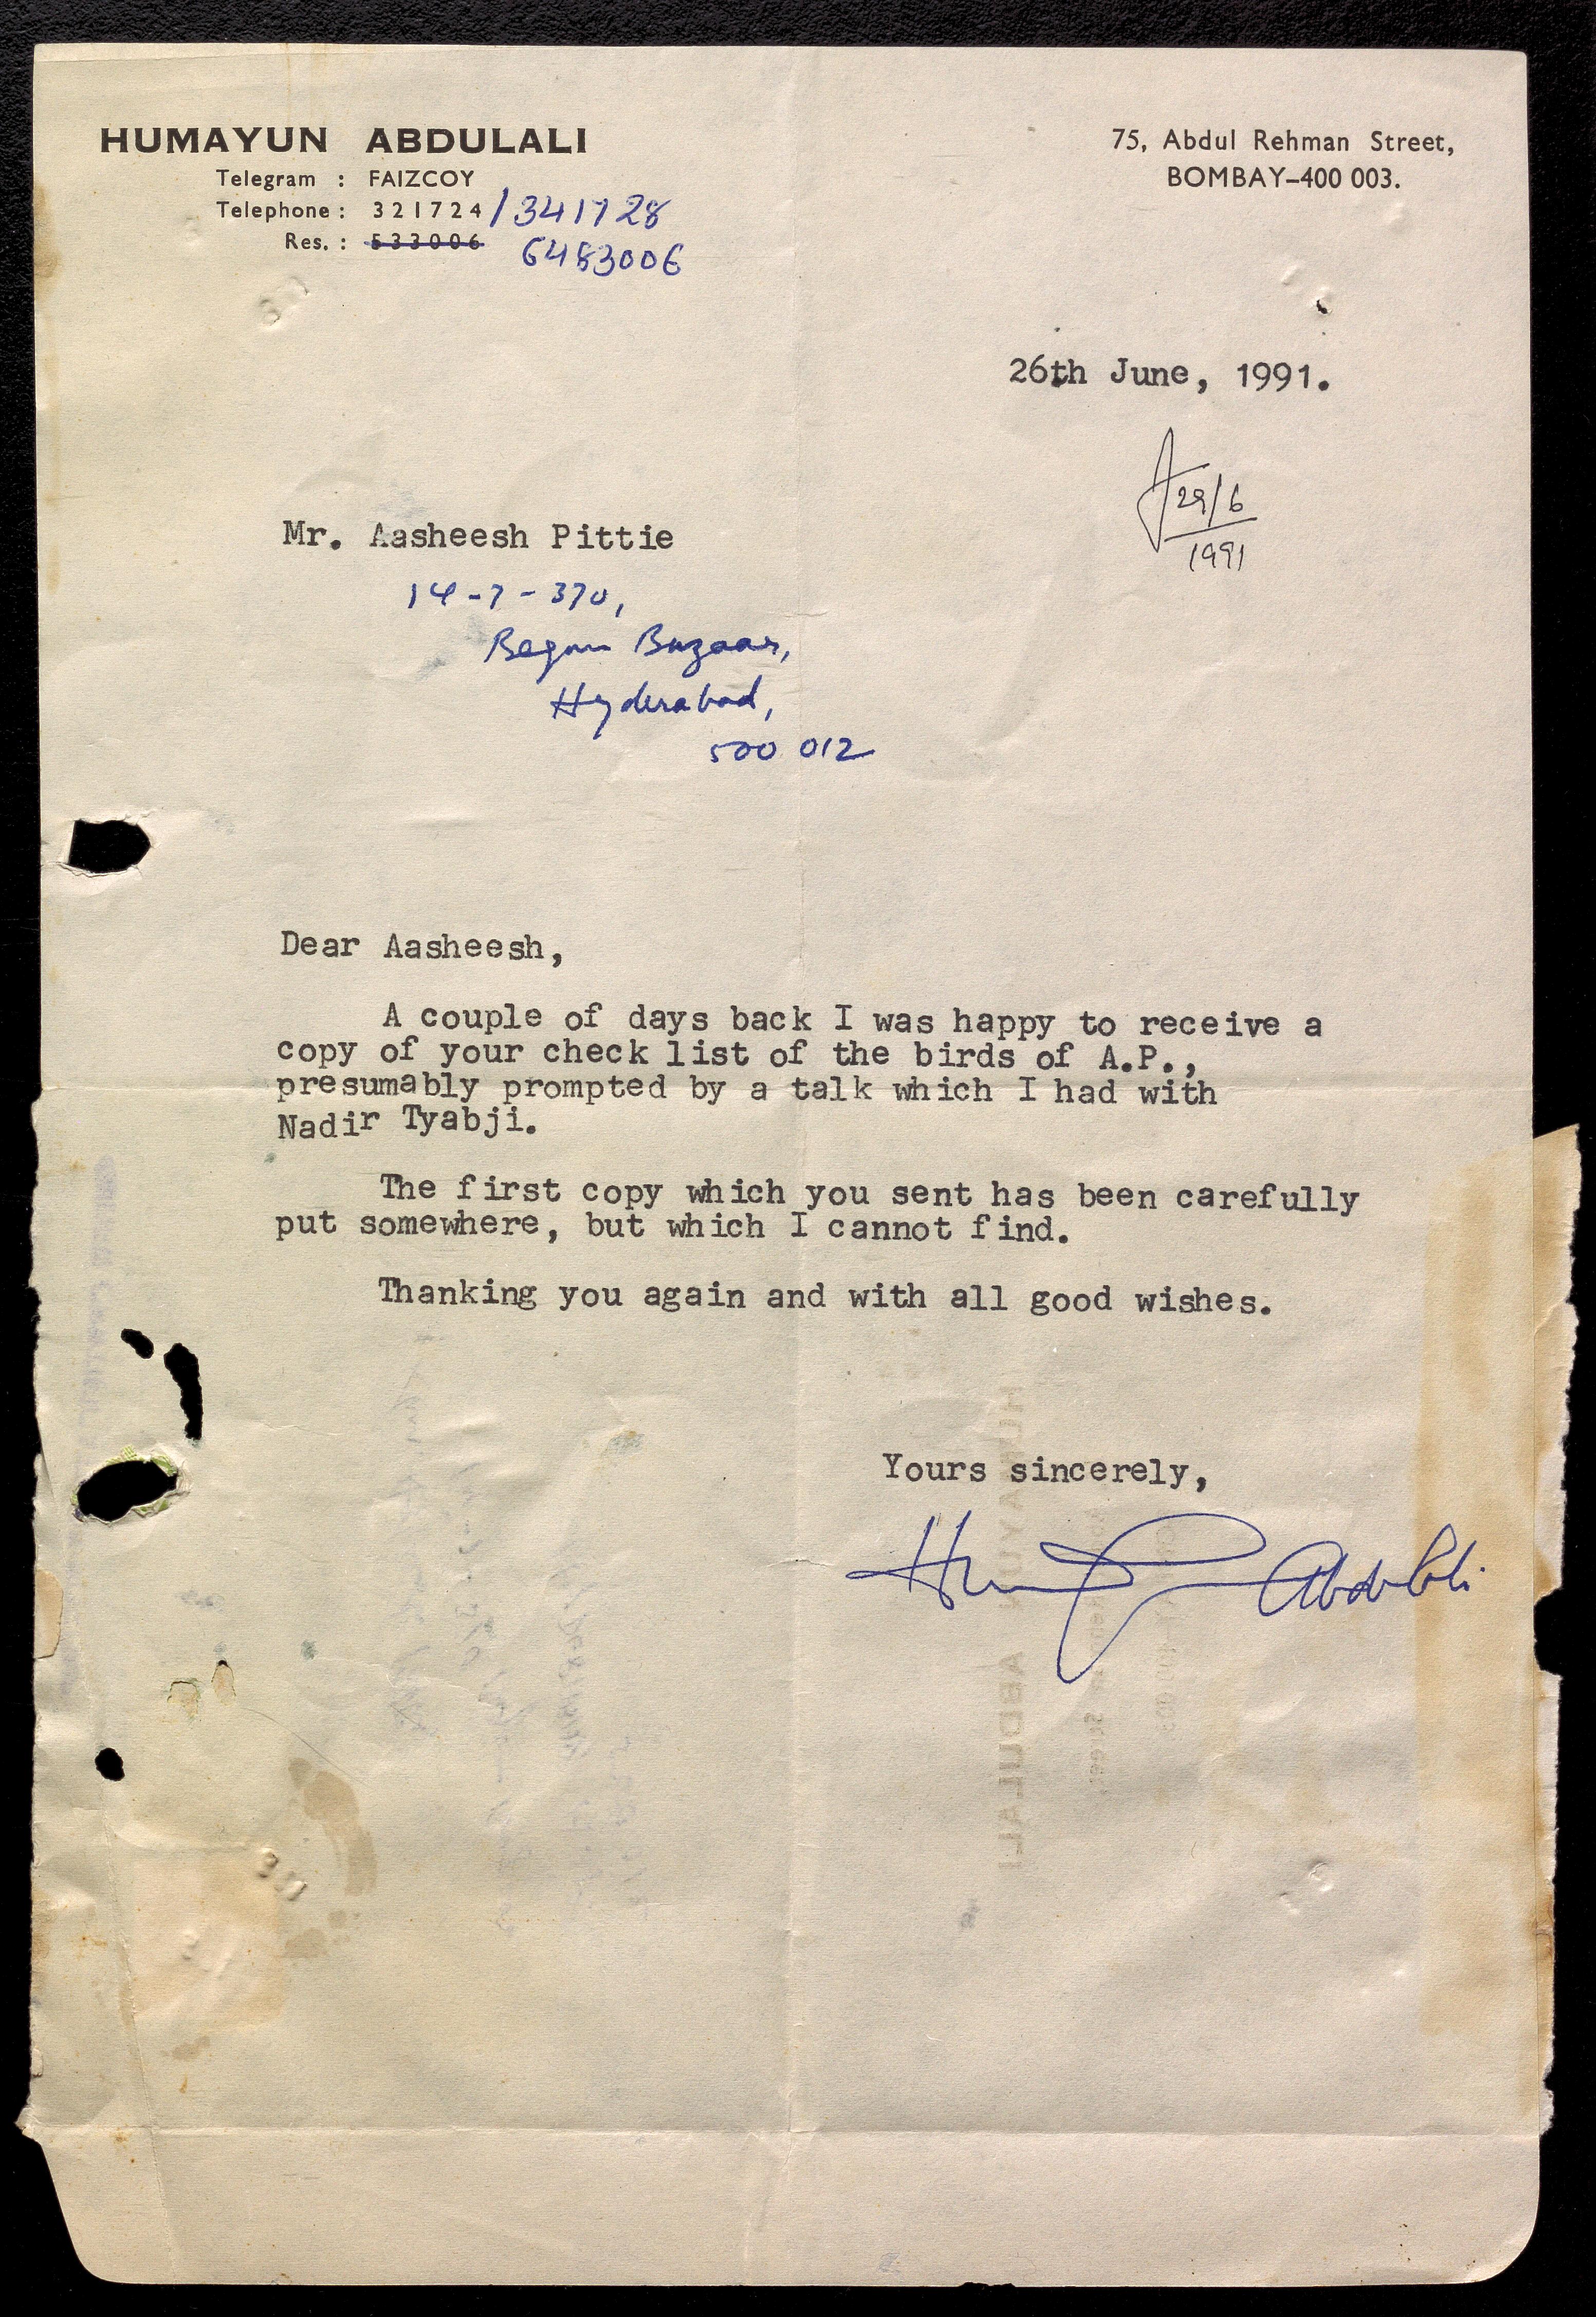 HUMAYUN ABDULALI
Telegram : FAIZCOY
Telephone : 321724 / 341728
Res. : 533006 6483006
75, Abdul Rehman Street,
BOMBAY-400 003.
26th June, 1991.
29/6
1991
Mr. Aasheesh Pittie
14-7-370,
Begum Bazaar,
Hyderabad,
500 012
Dear Aasheesh,
A couple of days back I was happy to receive a
copy of your check list of the birds of A.P.,
presumably prompted by a talk which I had with
Nadir Tyabji.
The first copy which you sent has been carefully
put somewhere, but which I cannot find.
Thanking you again and with all good wishes.
Yours sincerely,
Humayun Abdulali